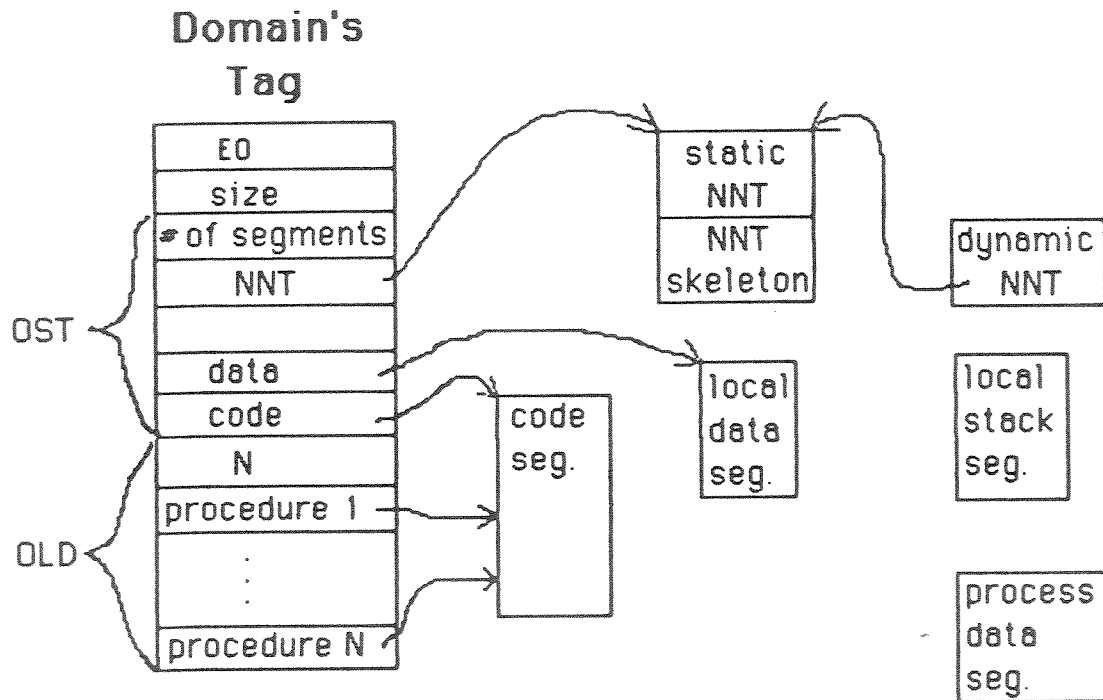 Domain's
Tag
EO
size
# of segments
NNT
data
code
N
procedure 1
.
.
.
procedure N
OST
OLD
code
seg.
static
NNT
NNT
skeleton
local
data
seg.
dynamic
NNT
local
stack
seg.
process
data
seg.